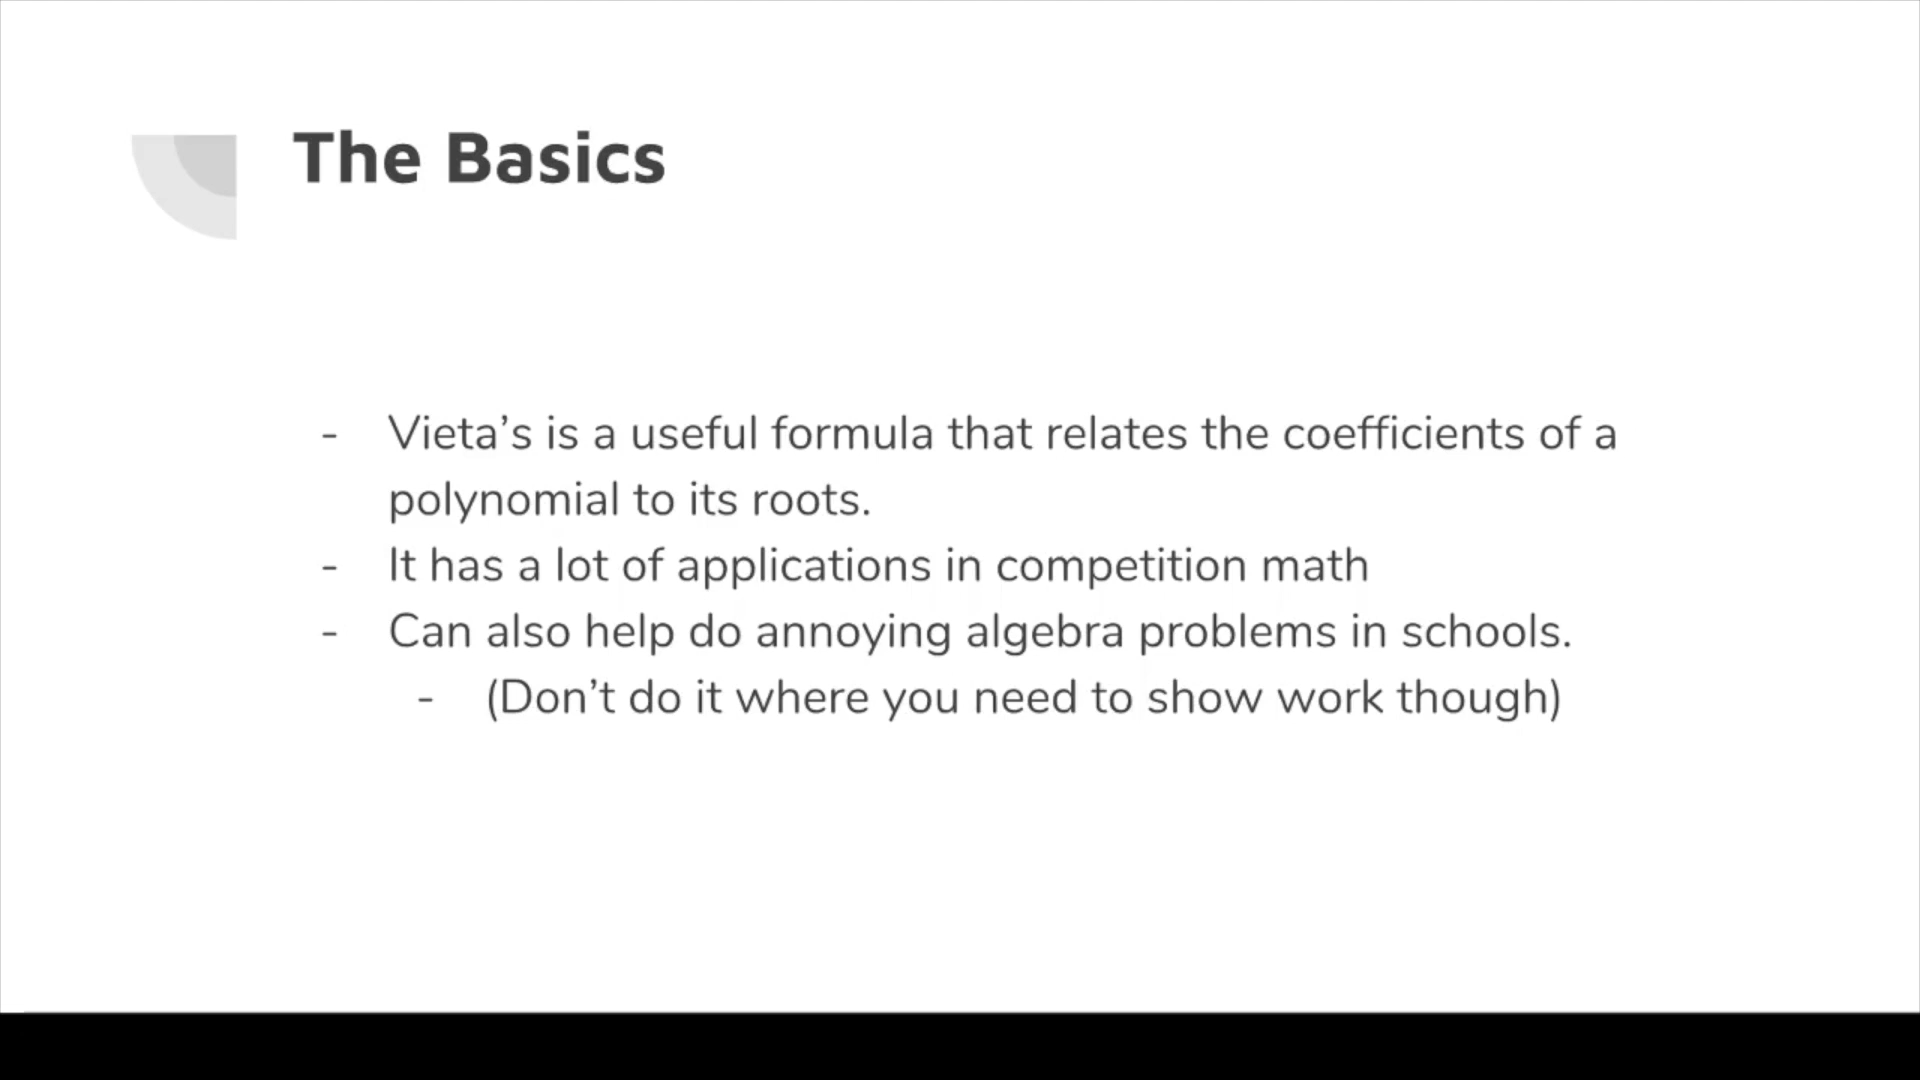 The Basics
- Vieta’s is a useful formula that relates the coefficients of a
polynomial to its roots.
- It has a lot of applications in competition math
- Can also help do annoying algebra problems in schools.
- (Don’t do it where you need to show work though)